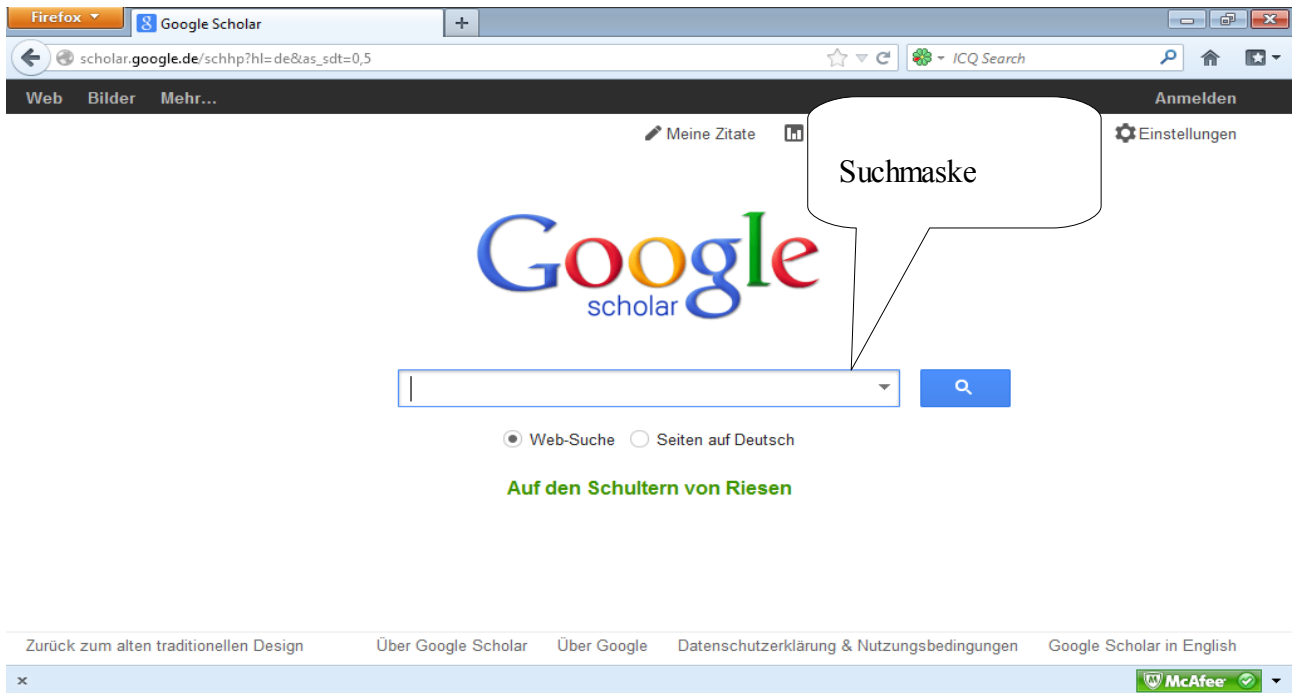 Firefox
Google Scholar
scholar.google.de/schhp?hl=de&as_sdt=0,5
ICQ Search
Web Bilder Mehr... Anmelden
Meine Zitate Einstellungen
Suchmaske
Google
scholar
Web-Suche Seiten auf Deutsch
Auf den Schultern von Riesen
Zurück zum alten traditionellen Design Über Google Scholar Über Google Datenschutzerklärung & Nutzungsbedingungen Google Scholar in English
McAfee